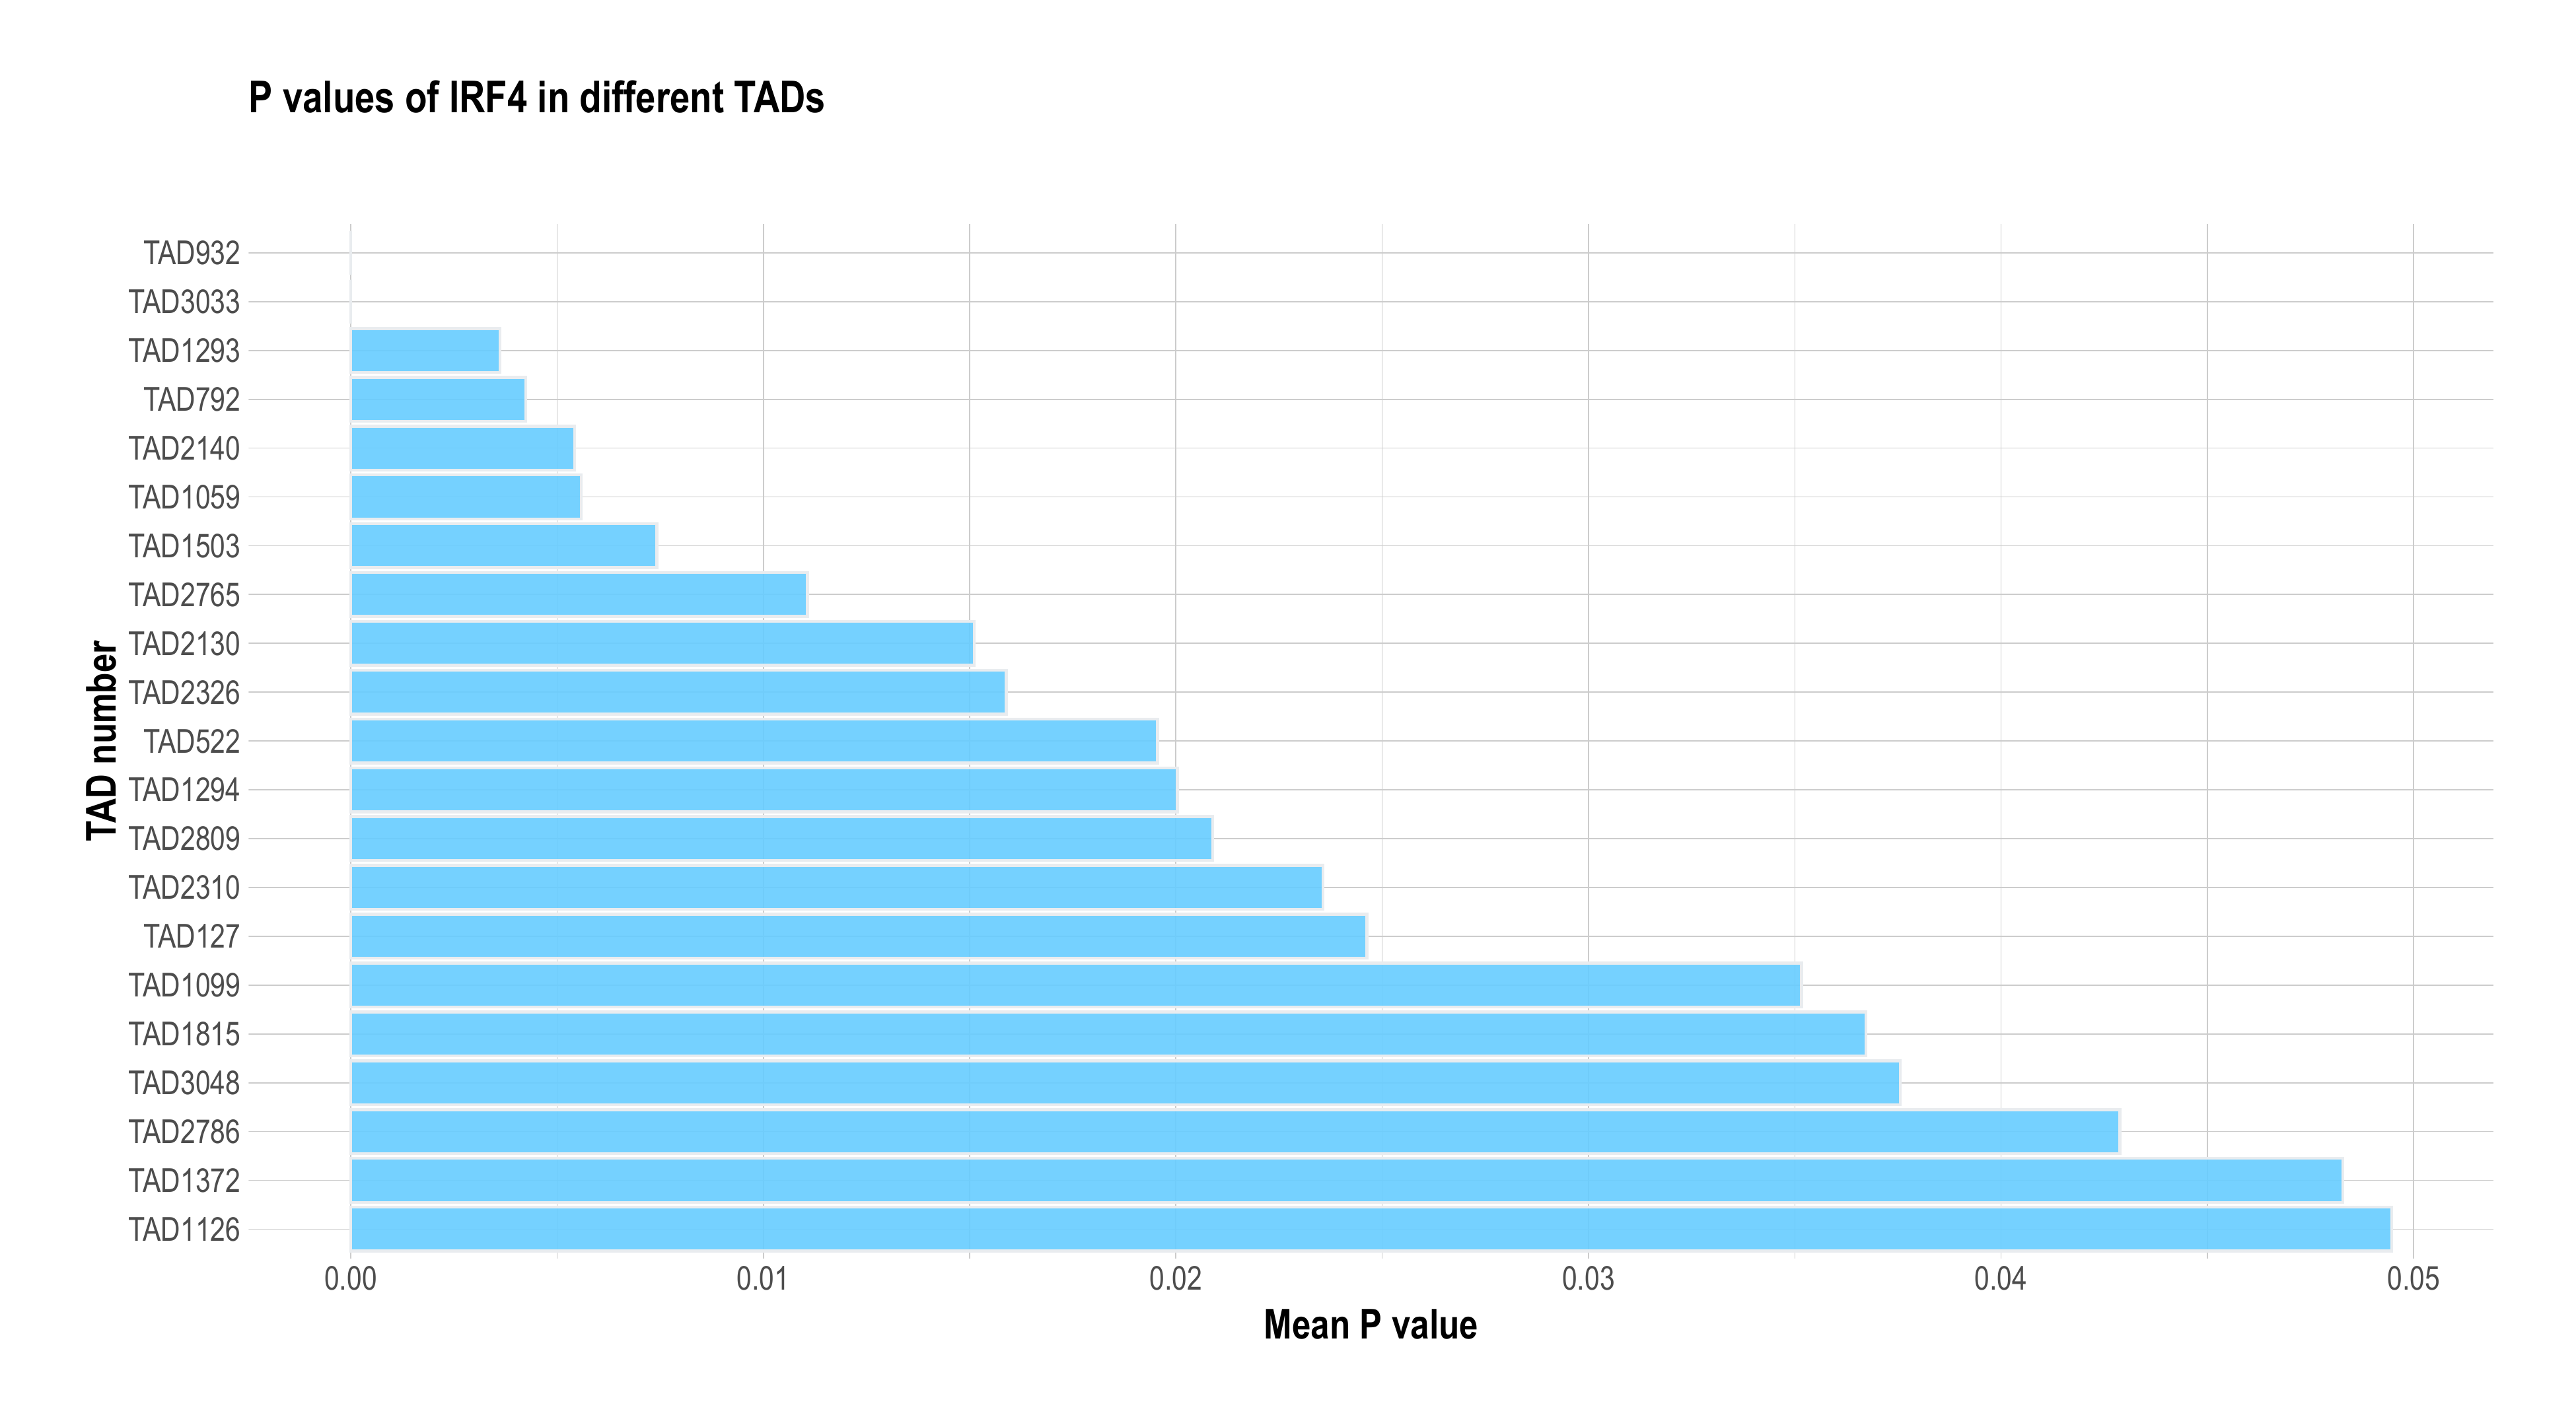 P values of IRF4 in different TADs
TAD number
TAD932
TAD3033
TAD1293
TAD792
TAD2140
TAD1059
TAD1503
TAD2765
TAD2130
TAD2326
TAD522
TAD1294
TAD2809
TAD2310
TAD127
TAD1099
TAD1815
TAD3048
TAD2786
TAD1372
TAD1126
0.00 0.01 0.02 0.03 0.04 0.05
Mean P value